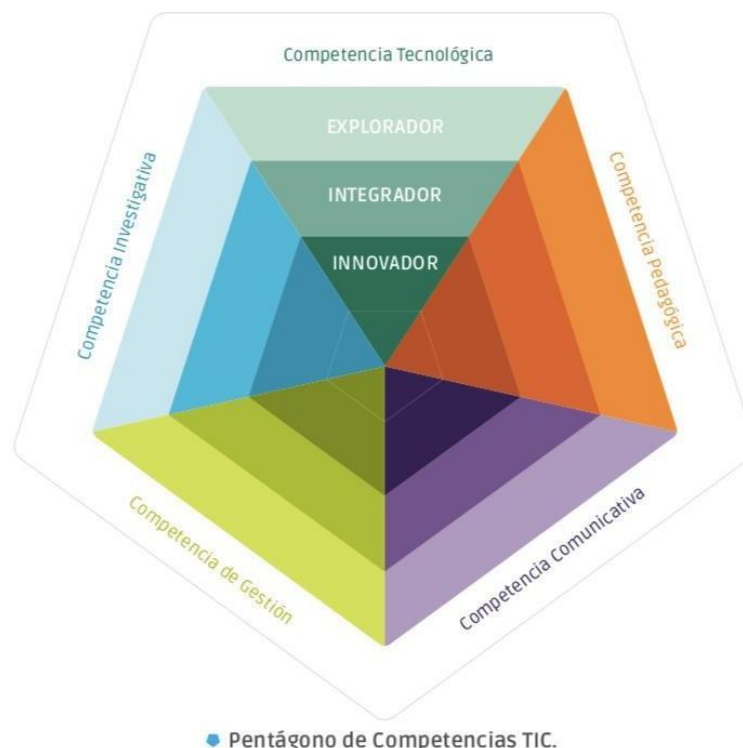 Competencia Tecnológica
EXPLORADOR
INTEGRADOR
INNOVADOR
Competencia Investigativa
Competencia Pedagógica
Competencia de Gestión
Competencia Comunicativa
Pentágono de Competencias TIC.